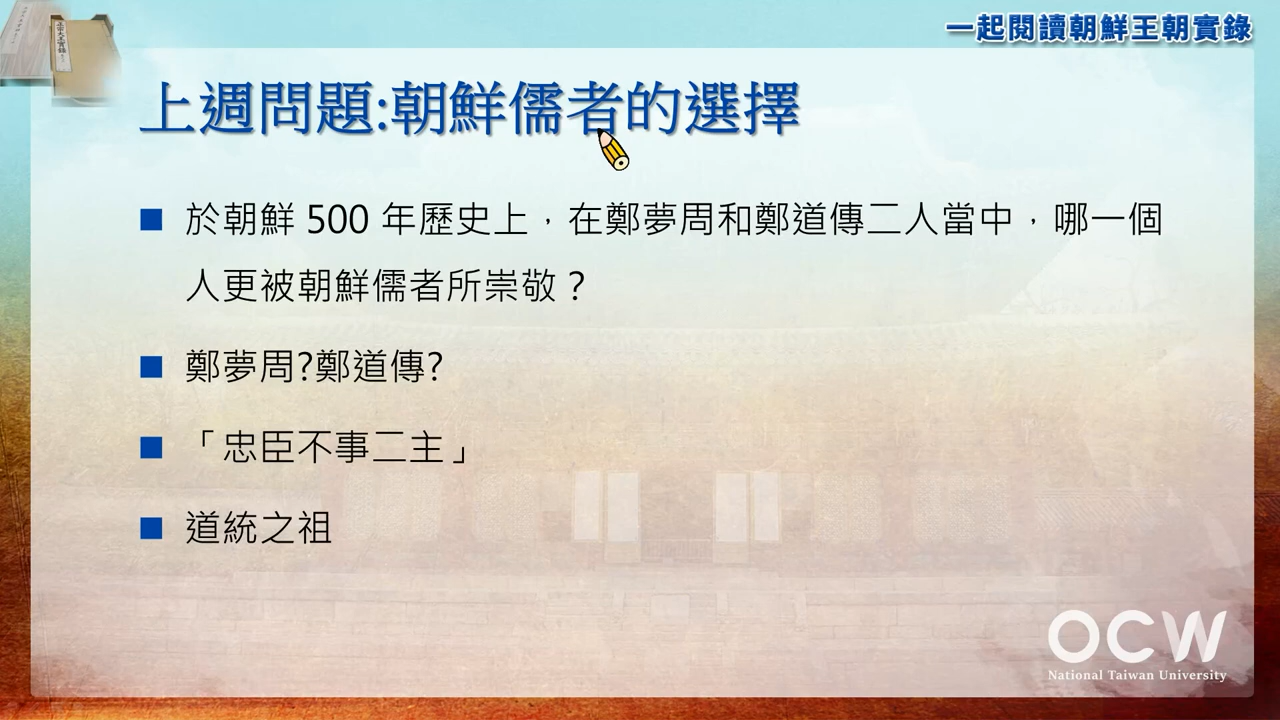 一起閱讀朝鮮王朝實錄
上週問題:朝鮮儒者的選擇
於朝鮮 500 年歷史上，在鄭夢周和鄭道傳二人當中，哪一個
人更被朝鮮儒者所崇敬？
鄭夢周?鄭道傳?
「忠臣不事二主」
道統之祖
OCW
National Taiwan University